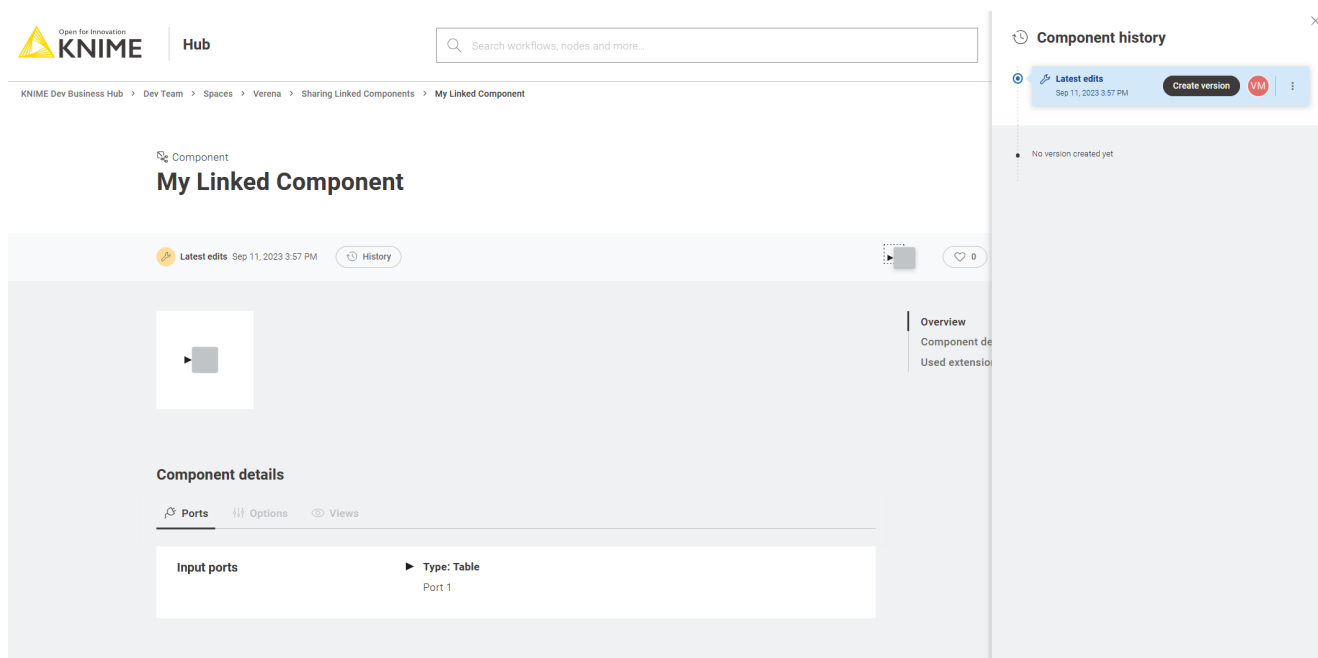 Open for Innovation
KNIME
Hub
Search workflows, nodes and more...
KNIME Dev Business Hub > Dev Team > Spaces > Verena > Sharing Linked Components > My Linked Component
Component
My Linked Component
Latest edits Sep 11, 2023 3:57 PM History
0
Overview
Component de
Used extension
Component details
Ports Options Views
Input ports
Type: Table
Port 1
Component history
Latest edits
Sep 11, 2023 3:57 PM
Create version
VM
No version created yet